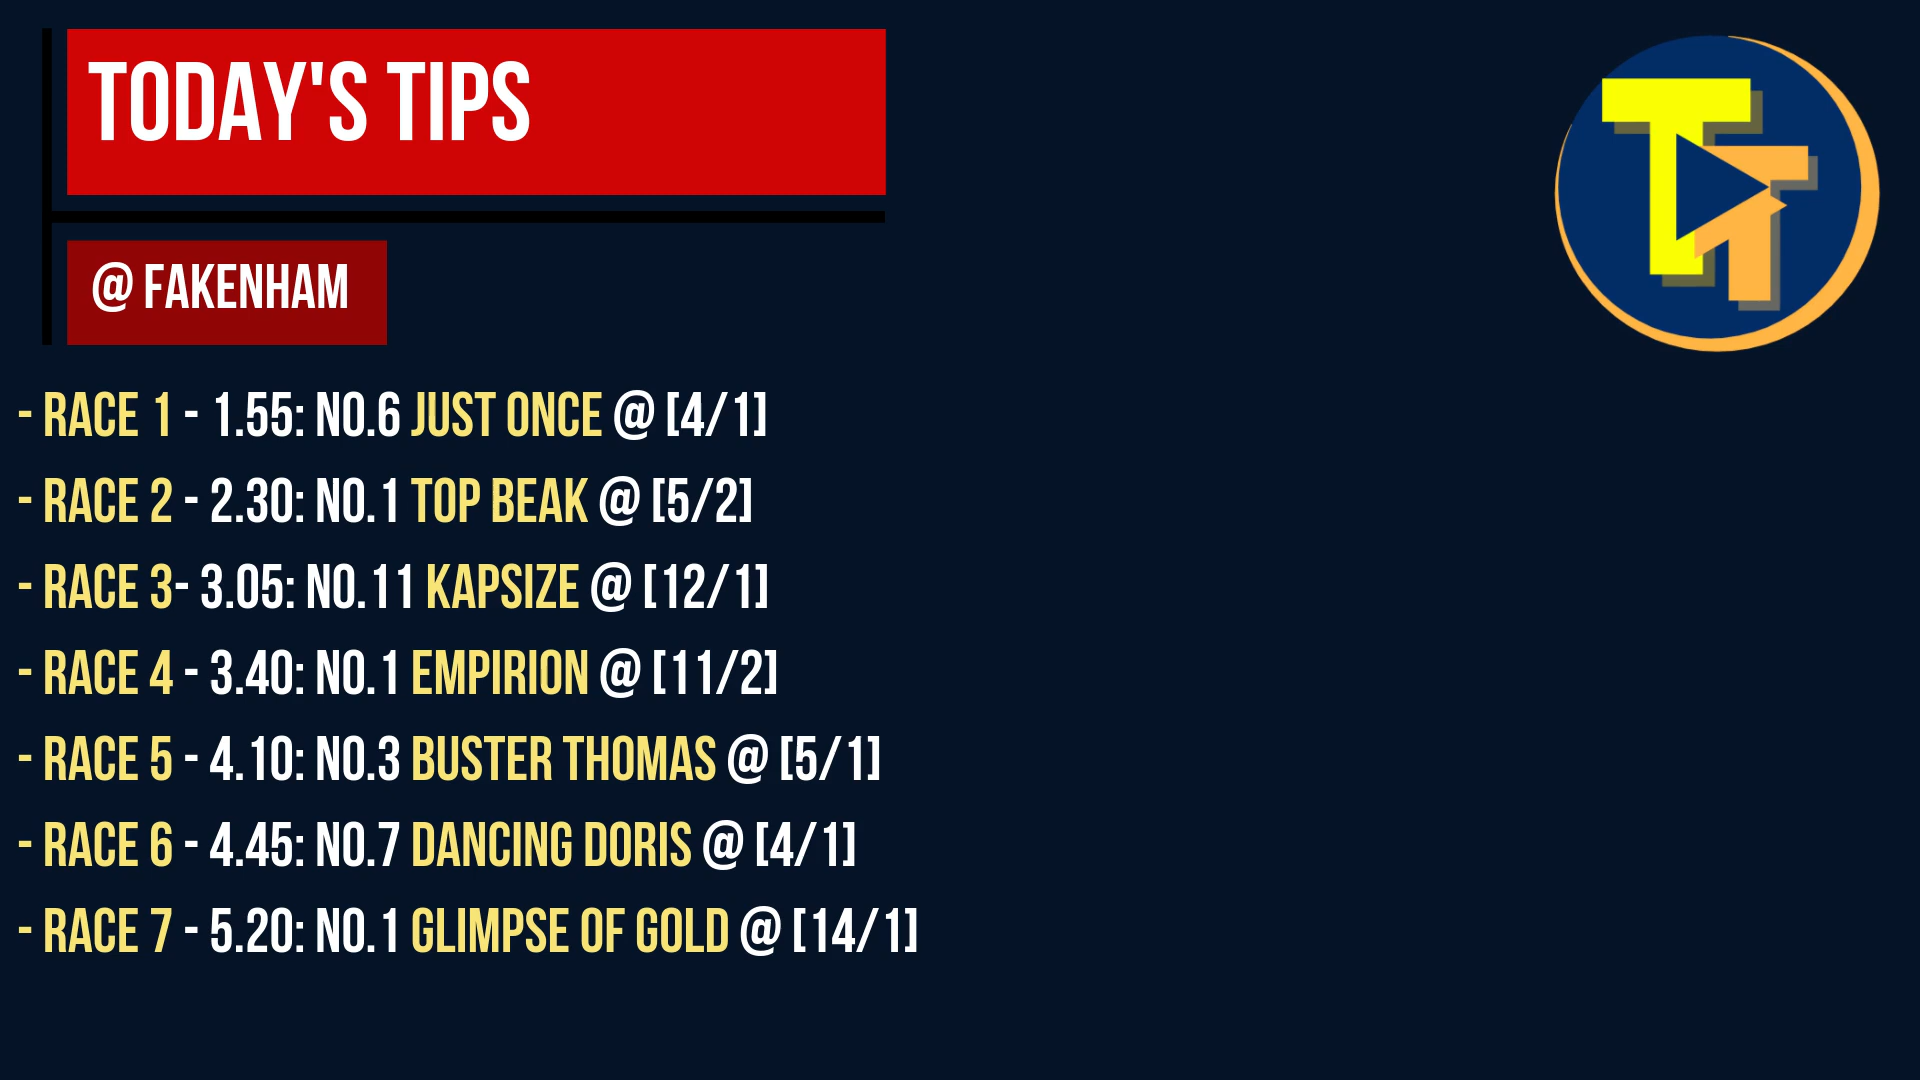 TODAY'S TIPS
@ FAKENHAM
- RACE 1 - 1.55: NO.6 JUST ONCE @ [4/1]
- RACE 2 - 2.30: NO.1 TOP BEAK @ [5/2]
- RACE 3- 3.05: NO.11 KAPSIZE @ [12/1]
- RACE 4 - 3.40: NO.1 EMPIRION @ [11/2]
- RACE 5 - 4.10: NO.3 BUSTER THOMAS @ [5/1]
- RACE 6 - 4.45: NO.7 DANCING DORIS @ [4/1]
- RACE 7 - 5.20: NO.1 GLIMPSE OF GOLD @ [14/1]
TT